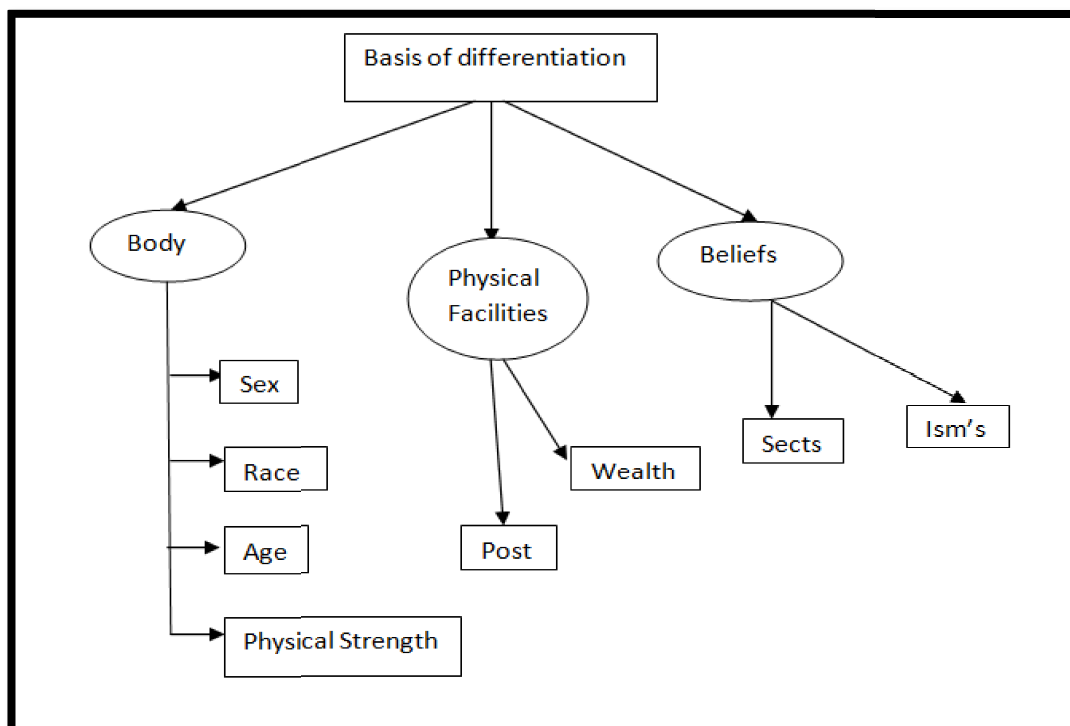 Basis of differentiation
Body
Physical
Facilities
Beliefs
Sex
Race
Age
Physical Strength
Wealth
Post
Sects
Ism's